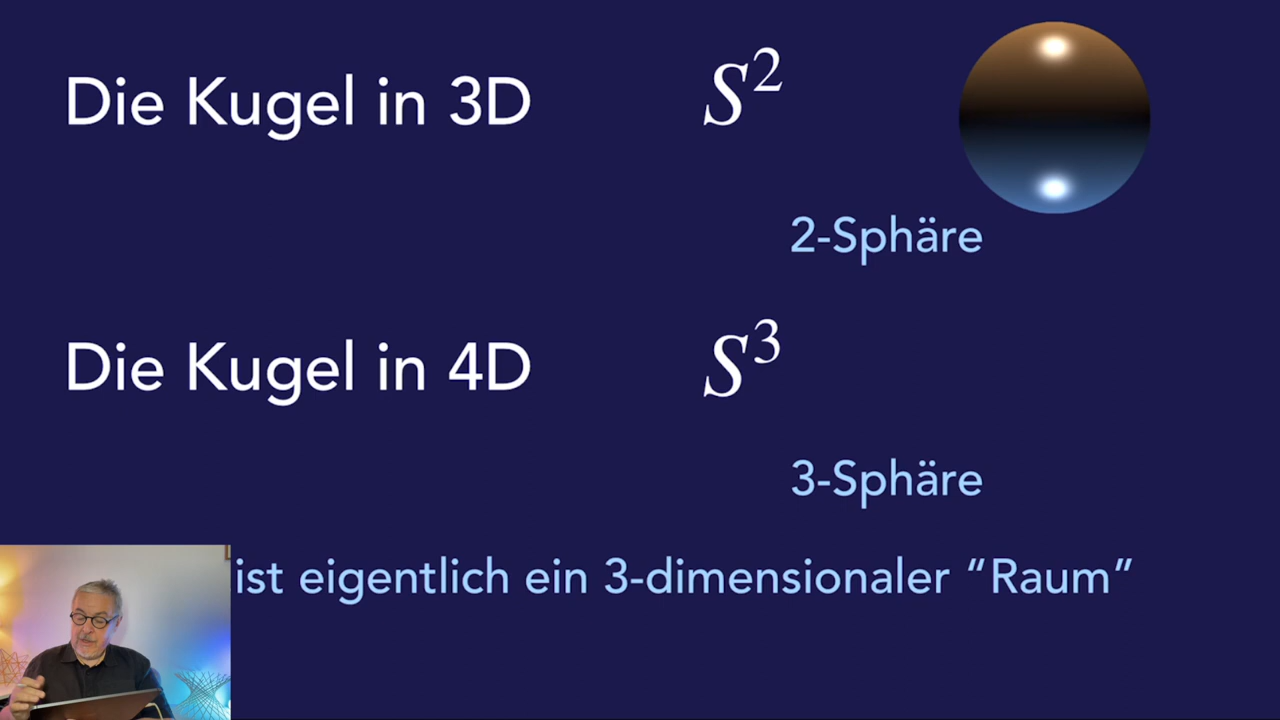 Die Kugel in 3D
S²
2-Sphäre
Die Kugel in 4D
S³
3-Sphäre
ist eigentlich ein 3-dimensionaler “Raum”